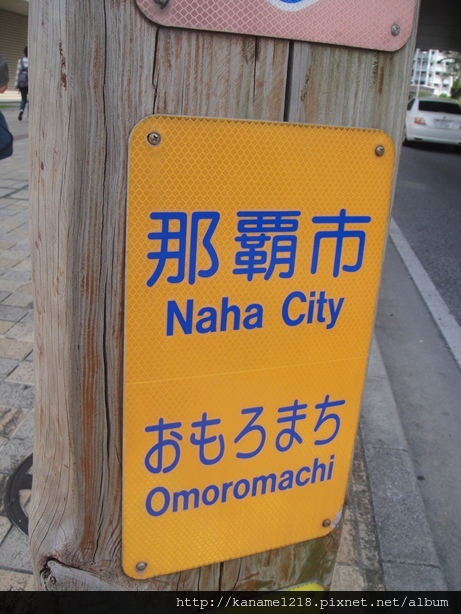 那覇市
Naha City
おもろまち
Omoromachi
http://kaname1218.pixnet.net/album